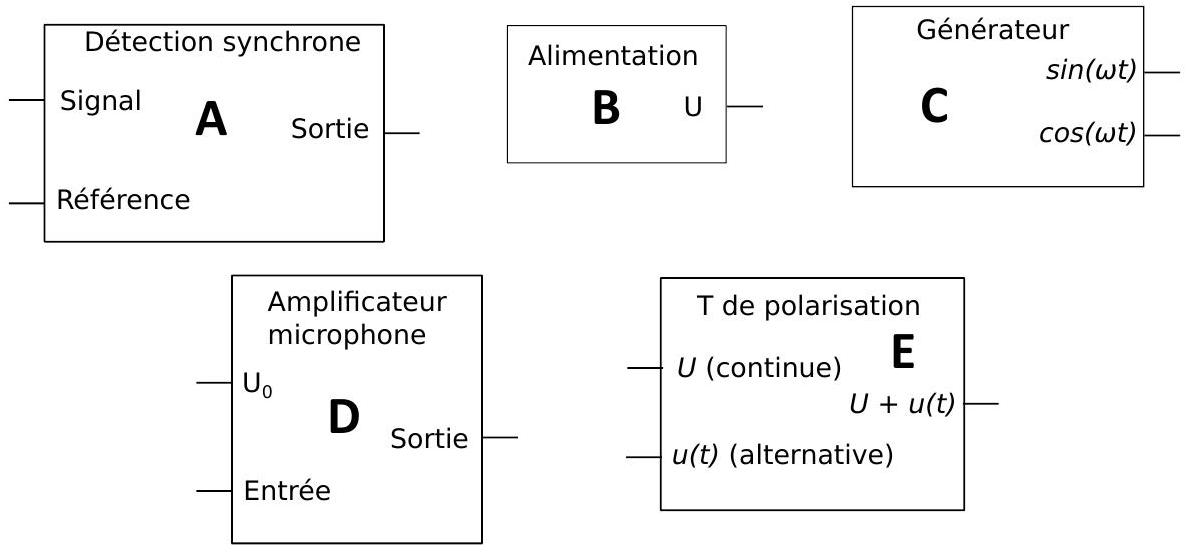 Détection synchrone
Signal
A
Sortie
Référence
Alimentation
B
U
Générateur
sin(ωt)
C
cos(ωt)
Amplificateur
microphone
U₀
D
Sortie
Entrée
T de polarisation
E
U (continue)
U + u(t)
u(t) (alternative)